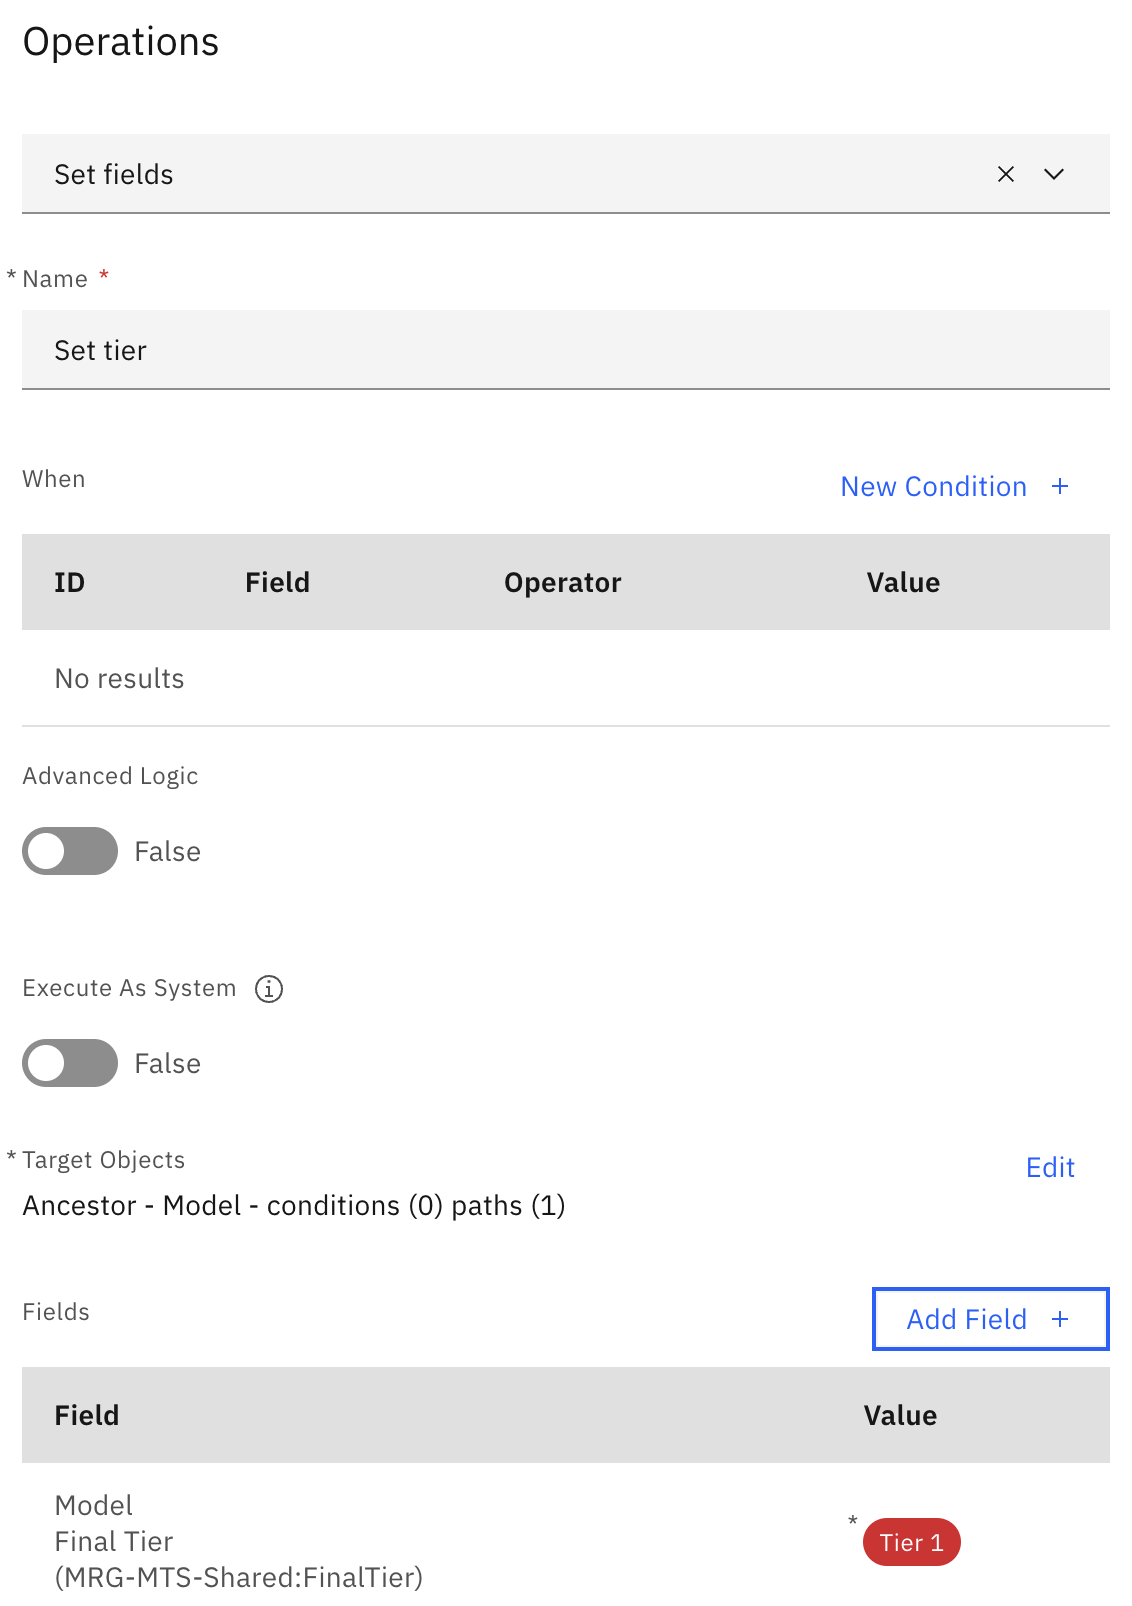 Operations
Set fields
* Name *
Set tier
When
New Condition +
ID Field Operator Value
No results
Advanced Logic
False
Execute As System
False
* Target Objects
Edit
Ancestor - Model - conditions (0) paths (1)
Fields
Add Field +
Field Value
Model
Final Tier
(MRG-MTS-Shared:FinalTier)
* Tier 1